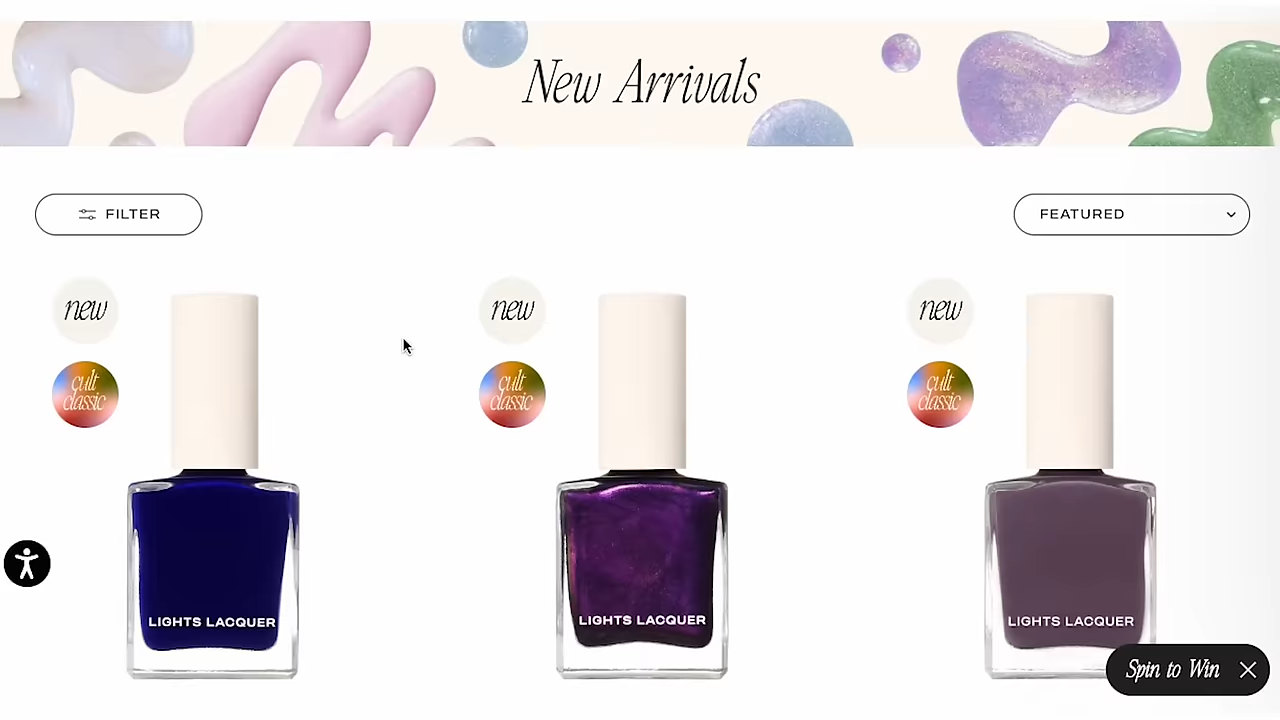 New Arrivals
FILTER
FEATURED
new
new
new
cult
classic
cult
classic
cult
classic
LIGHTS LACQUER
LIGHTS LACQUER
LIGHTS LACQUER
Spin to Win